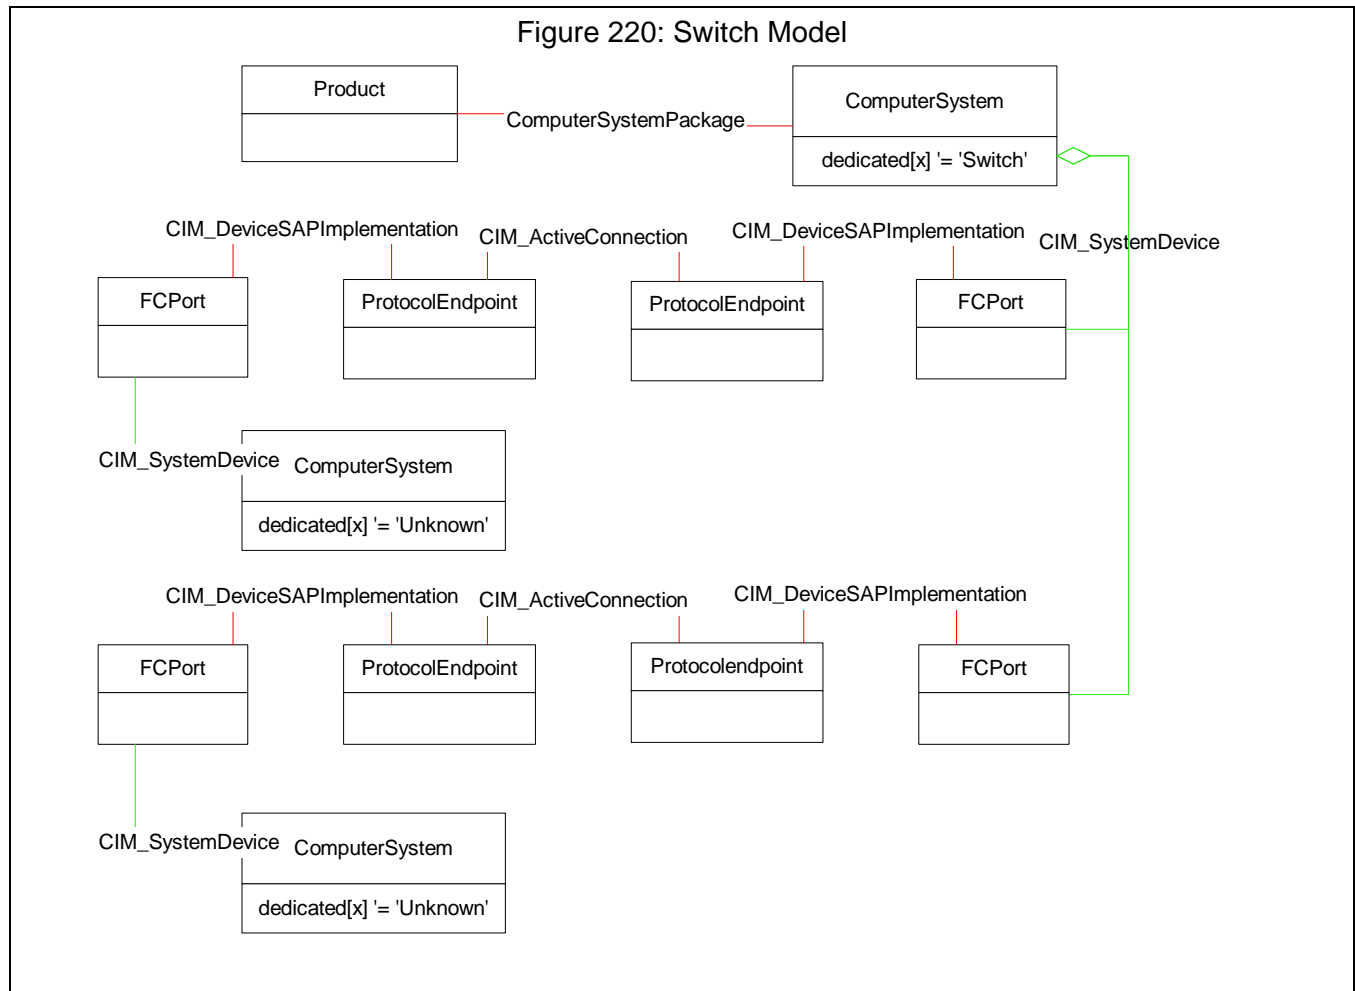 Figure 220: Switch Model
Product
ComputerSystem
ComputerSystemPackage
dedicated[x] '= 'Switch'
CIM_DeviceSAPImplementation
CIM_ActiveConnection
CIM_DeviceSAPImplementation
CIM_SystemDevice
FCPort
ProtocolEndpoint
ProtocolEndpoint
FCPort
CIM_SystemDevice
ComputerSystem
dedicated[x] '= 'Unknown'
CIM_DeviceSAPImplementation
CIM_ActiveConnection
CIM_DeviceSAPImplementation
FCPort
ProtocolEndpoint
Protocolendpoint
FCPort
CIM_SystemDevice
ComputerSystem
dedicated[x] '= 'Unknown'